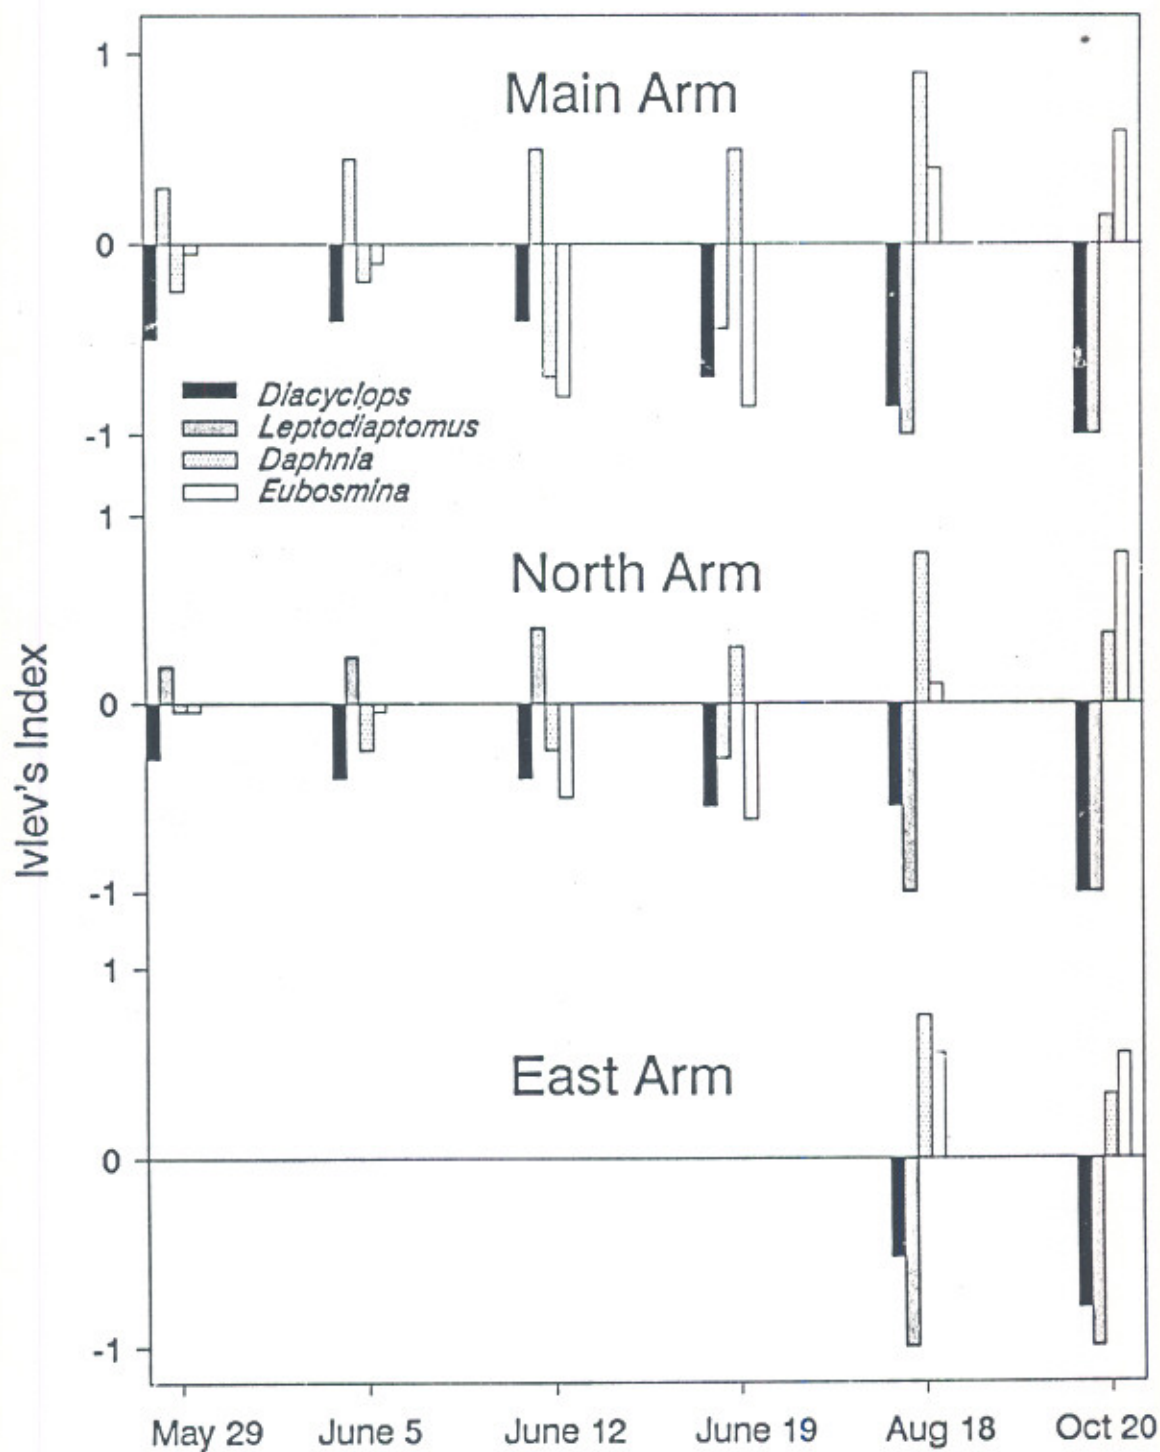 1
Main Arm
0
Diacyclops
Leptodiaptomus
-1
Daphnia
Eubosmina
1
North Arm
0
Ivlev's Index
-1
1
East Arm
0
-1
May 29 June 5 June 12 June 19 Aug 18 Oct 20